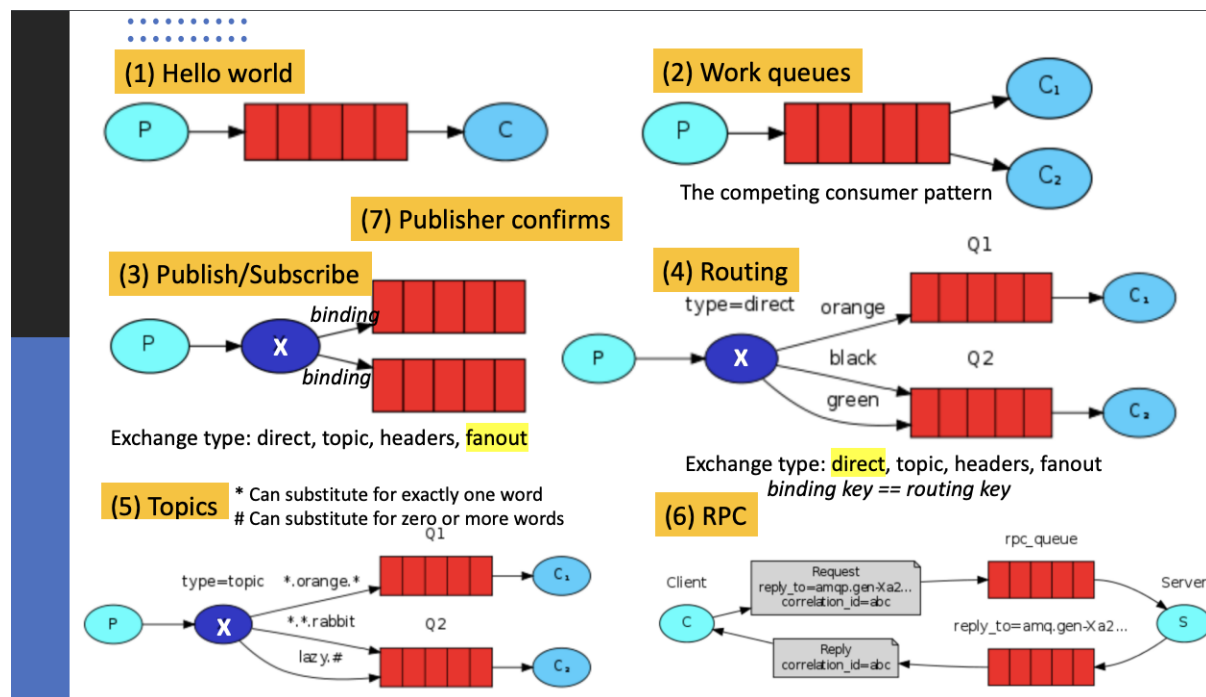 (1) Hello world
P
C
(2) Work queues
P
C₁
C₂
The competing consumer pattern
(7) Publisher confirms
(3) Publish/Subscribe
P
X
binding
binding
Exchange type: direct, topic, headers, fanout
(4) Routing
type=direct
P
X
orange
black
green
Q1
Q2
C₁
C₂
Exchange type: direct, topic, headers, fanout
binding key == routing key
(5) Topics
* Can substitute for exactly one word
# Can substitute for zero or more words
type=topic
P
X
*.orange.*
*.*.rabbit
lazy.#
Q1
Q2
C₁
C₂
(6) RPC
Client
C
Request
reply_to=amqp.gen-Xa2...
correlation_id=abc
rpc_queue
Server
S
reply_to=amq.gen-Xa2...
Reply
correlation_id=abc